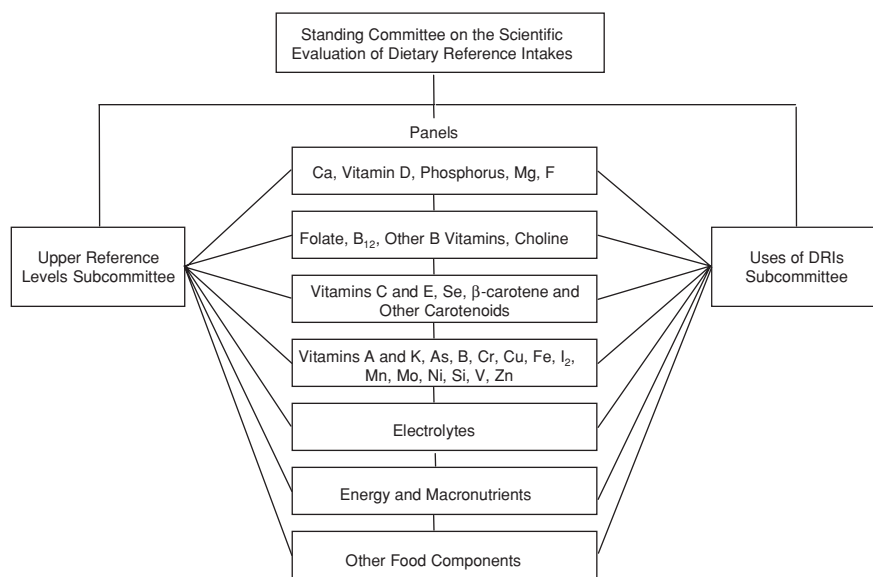 Standing Committee on the Scientific
Evaluation of Dietary Reference Intakes
Panels
Ca, Vitamin D, Phosphorus, Mg, F
Upper Reference
Levels Subcommittee
Folate, B₁₂, Other B Vitamins, Choline
Uses of DRIs
Subcommittee
Vitamins C and E, Se, β-carotene and
Other Carotenoids
Vitamins A and K, As, B, Cr, Cu, Fe, I₂,
Mn, Mo, Ni, Si, V, Zn
Electrolytes
Energy and Macronutrients
Other Food Components